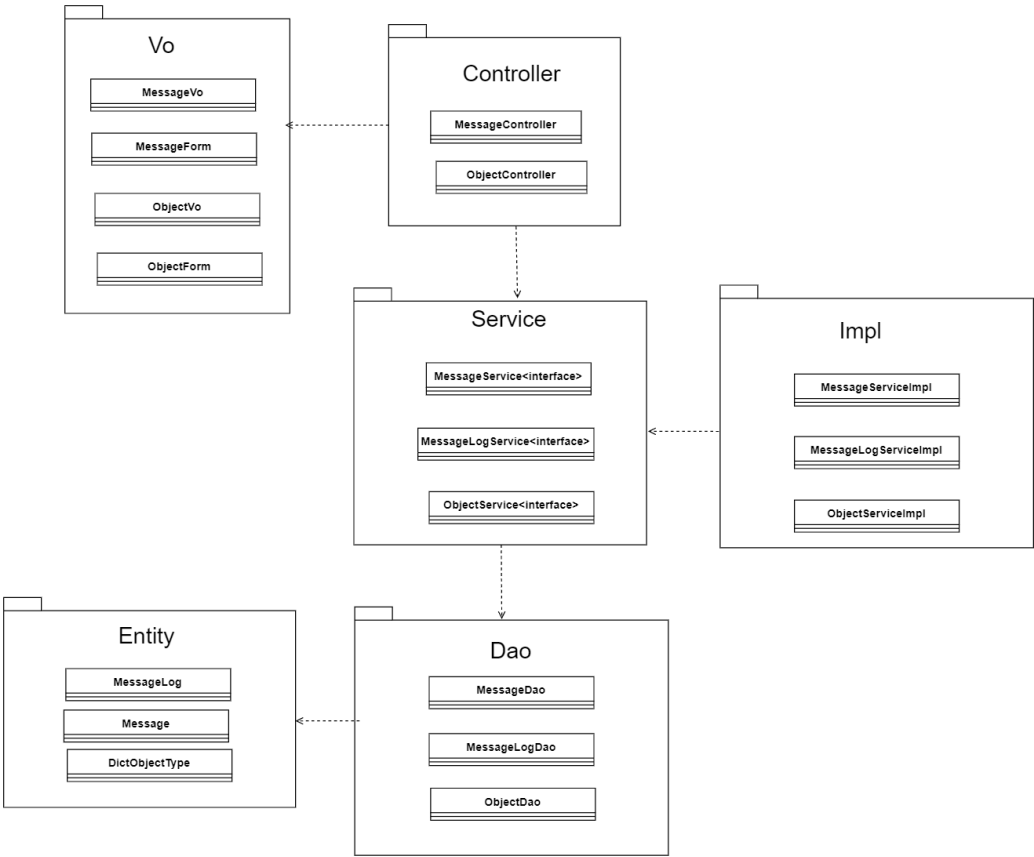 Vo
MessageVo
MessageForm
ObjectVo
ObjectForm
Controller
MessageController
ObjectController
Service
MessageService<interface>
MessageLogService<interface>
ObjectService<interface>
Impl
MessageServiceImpl
MessageLogServiceImpl
ObjectServiceImpl
Entity
MessageLog
Message
DictObjectType
Dao
MessageDao
MessageLogDao
ObjectDao